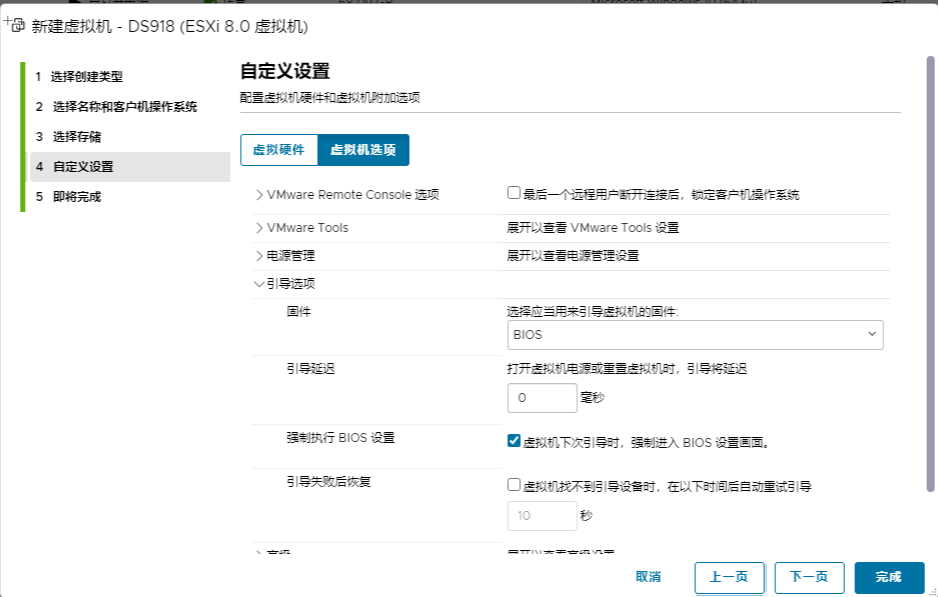 新建虚拟机 - DS918 (ESXi 8.0 虚拟机)
1 选择创建类型
2 选择名称和客户机操作系统
3 选择存储
4 自定义设置
5 即将完成
自定义设置
配置虚拟机硬件和虚拟机附加选项
虚拟硬件 虚拟机选项
VMware Remote Console 选项 最后一个远程用户断开连接后，锁定客户机操作系统
VMware Tools 展开以查看 VMware Tools 设置
电源管理 展开以查看电源管理设置
引导选项
固件 选择应当用来引导虚拟机的固件:
BIOS
引导延迟 打开虚拟机电源或重置虚拟机时，引导将延迟
0 毫秒
强制执行 BIOS 设置 虚拟机下次引导时，强制进入 BIOS 设置画面。
引导失败后恢复 虚拟机找不到引导设备时，在以下时间后自动重试引导
10 秒
高级 展开以查看高级设置
取消 上一页 下一页 完成